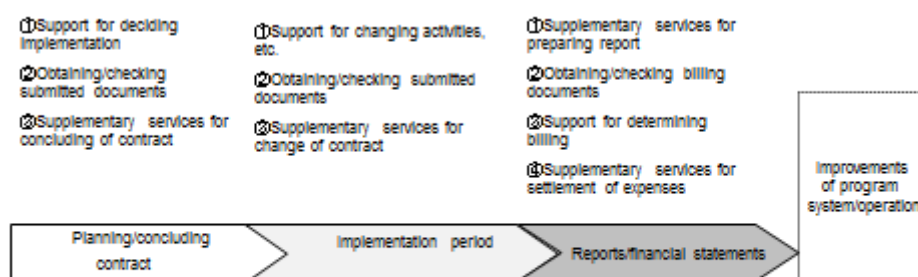 ①Support for deciding
implementation
②Obtaining/checking
submitted documents
③Supplementary services for
concluding of contract
①Support for changing activities,
etc.
②Obtaining/checking submitted
documents
③Supplementary services for
change of contract
①Supplementary services for
preparing report
②Obtaining/checking billing
documents
③Support for determining
billing
④Supplementary services for
settlement of expenses
Improvements
of program
system/operation
Planning/concluding
contract
Implementation period
Reports/financial statements